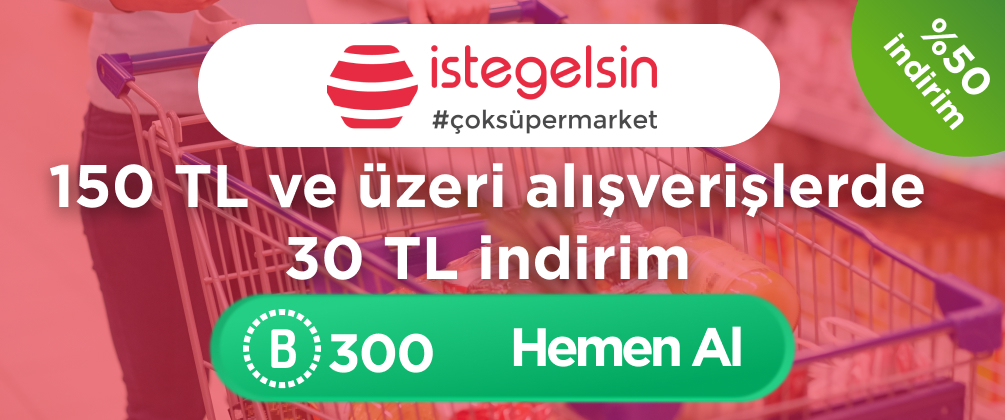 istegelsin
#çoksüpermarket
%50
indirim
150 TL ve üzeri alışverişlerde
30 TL indirim
B 300 Hemen Al